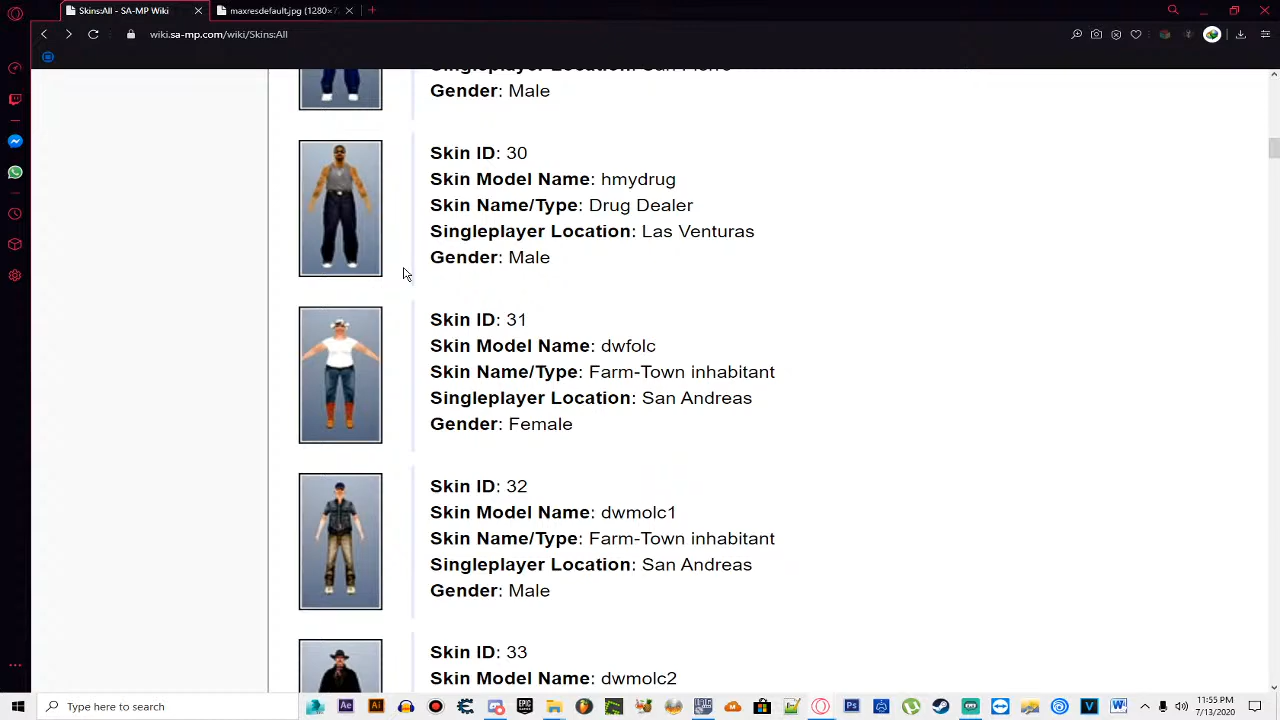 Skins:All - SA-MP Wiki
maxresdefault.jpg (1280×7
wiki.sa-mp.com/wiki/Skins:All
Gender: Male
Skin ID: 30
Skin Model Name: hmydrug
Skin Name/Type: Drug Dealer
Singleplayer Location: Las Venturas
Gender: Male
Skin ID: 31
Skin Model Name: dwfolc
Skin Name/Type: Farm-Town inhabitant
Singleplayer Location: San Andreas
Gender: Female
Skin ID: 32
Skin Model Name: dwmolc1
Skin Name/Type: Farm-Town inhabitant
Singleplayer Location: San Andreas
Gender: Male
Skin ID: 33
Skin Model Name: dwmolc2
Type here to search
11:55 PM
7/13/2020